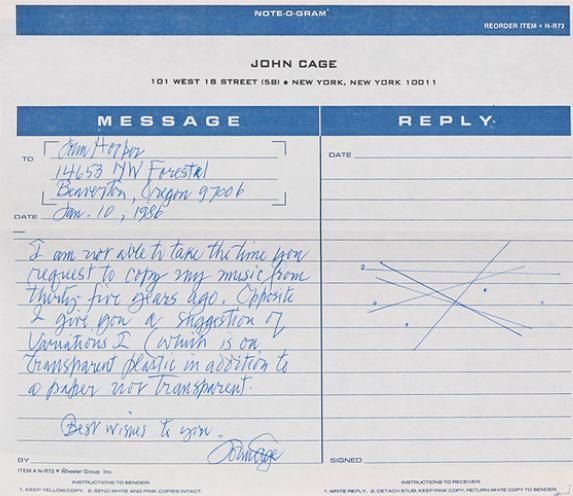 NOTE-O-GRAM®
REORDER ITEM # N-R73
JOHN CAGE
101 WEST 18 STREET (5B) • NEW YORK, NEW YORK 10011
MESSAGE
TO
John Hopper
14653 NW Forestel
Beaverton, Oregon 97006
DATE Jan. 10, 1986
I am not able to take the time you
request to copy my music from
thirty five years ago. Opposite
I give you a suggestion of
Variations I (which is on
transparent plastic in addition to
a paper not transparent.
Best wishes to you
BY John Cage
ITEM # N-R73 ® Wheeler Group Inc.
INSTRUCTIONS TO SENDER:
1. KEEP YELLOW COPY. 2. SEND WHITE AND PINK COPIES INTACT.
REPLY
DATE
SIGNED
INSTRUCTIONS TO RECEIVER:
1. WRITE REPLY. 2. DETACH STUB, KEEP PINK COPY, RETURN WHITE COPY TO SENDER.